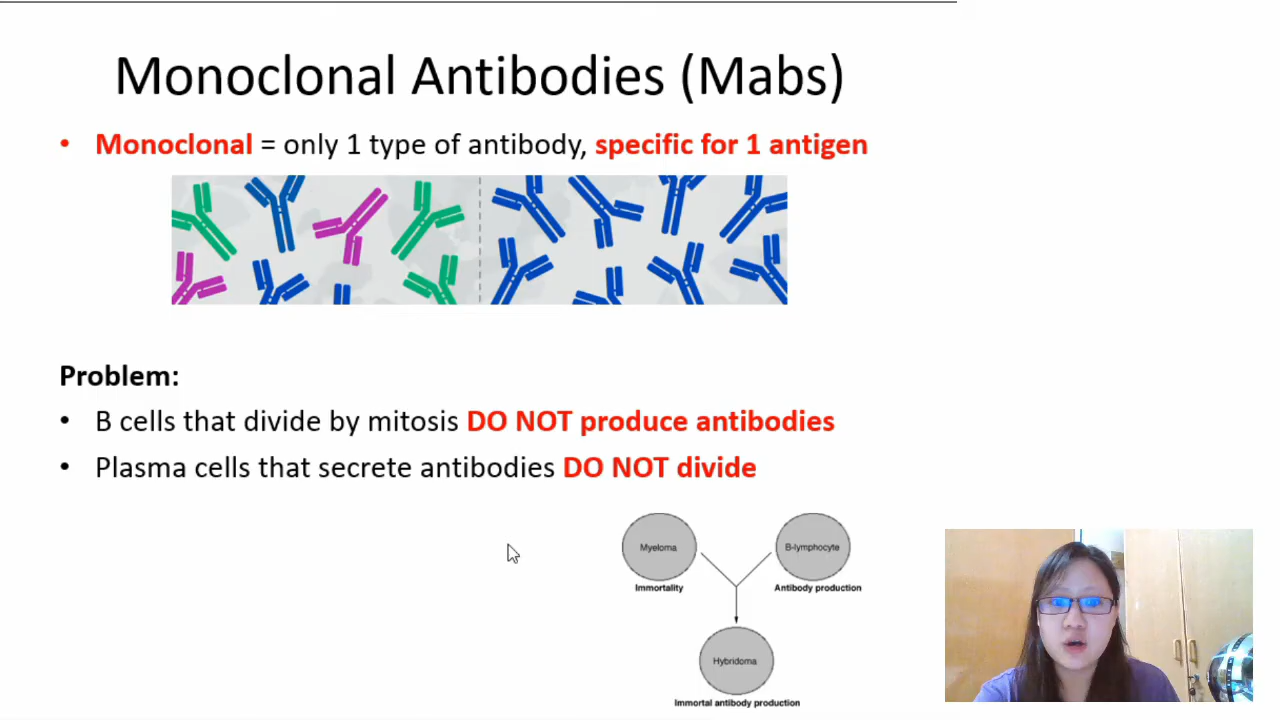 Monoclonal Antibodies (Mabs)
• Monoclonal = only 1 type of antibody, specific for 1 antigen
Problem:
• B cells that divide by mitosis DO NOT produce antibodies
• Plasma cells that secrete antibodies DO NOT divide
Myeloma
B-lymphocyte
Immortality
Antibody production
Hybridoma
Immortal antibody production